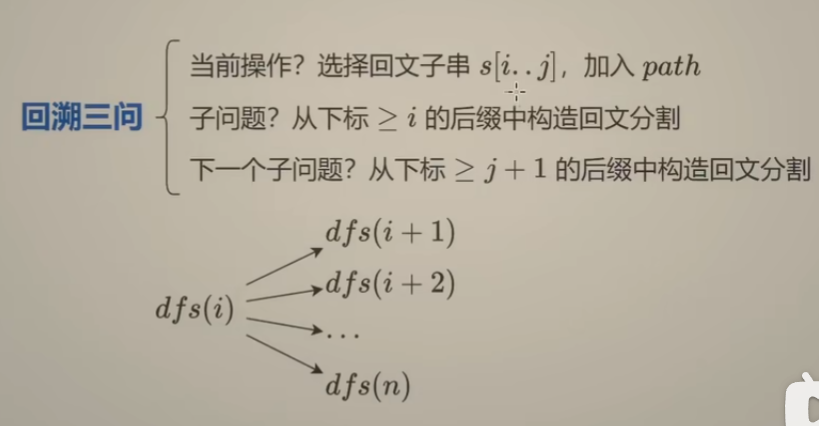 回溯三问
当前操作？选择回文子串 s[i..j]，加入 path
子问题？从下标 ≥ i 的后缀中构造回文分割
下一个子问题？从下标 ≥ j + 1 的后缀中构造回文分割
dfs(i)
dfs(i + 1)
dfs(i + 2)
...
dfs(n)